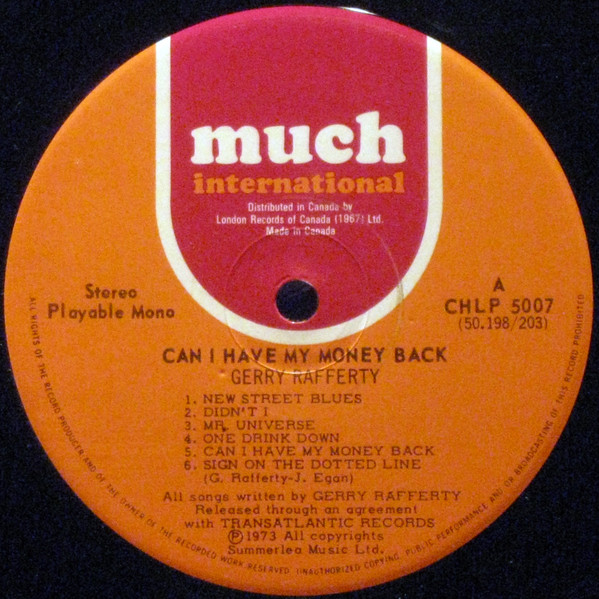 much
international
Distributed in Canada by
London Records of Canada (1967) Ltd.
Made in Canada
Stereo
Playable Mono
A
CHLP 5007
(50.198/203)
CAN I HAVE MY MONEY BACK
GERRY RAFFERTY
1. NEW STREET BLUES
2. DIDN'T I
3. MR. UNIVERSE
4. ONE DRINK DOWN
5. CAN I HAVE MY MONEY BACK
6. SIGN ON THE DOTTED LINE
(G. Rafferty-J. Egan)
All songs written by GERRY RAFFERTY
Released through an agreement
with TRANSATLANTIC RECORDS
Ⓟ 1973 All copyrights
Summerlea Music Ltd.
ALL RIGHTS OF THE RECORD PRODUCER AND OF THE OWNER OF THE RECORDED WORK RESERVED. UNAUTHORIZED COPYING, PUBLIC PERFORMANCE AND OR BROADCASTING OF THIS RECORD PROHIBITED